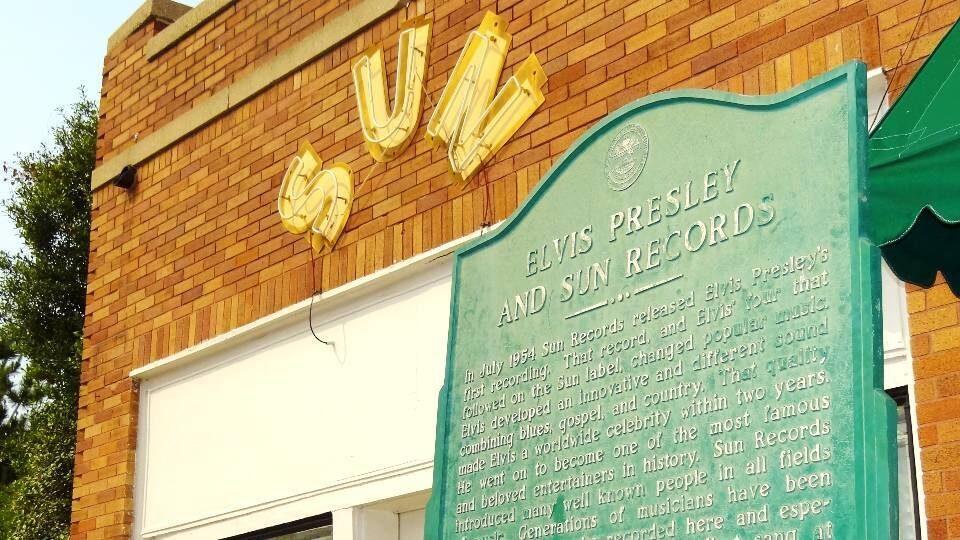 SUN
ELVIS PRESLEY
AND SUN RECORDS
In July 1954 Sun Records released Elvis Presley's
first recording. That record, and Elvis' four that
followed on the Sun label, changed popular music.
Elvis developed an innovative and different sound
combining blues, gospel, and country. That quality
made Elvis a worldwide celebrity within two years.
He went on to become one of the most famous
and beloved entertainers in history. Sun Records
introduced many well known people in all fields
music. Generations of musicians have been
recorded here and espe-
sang at